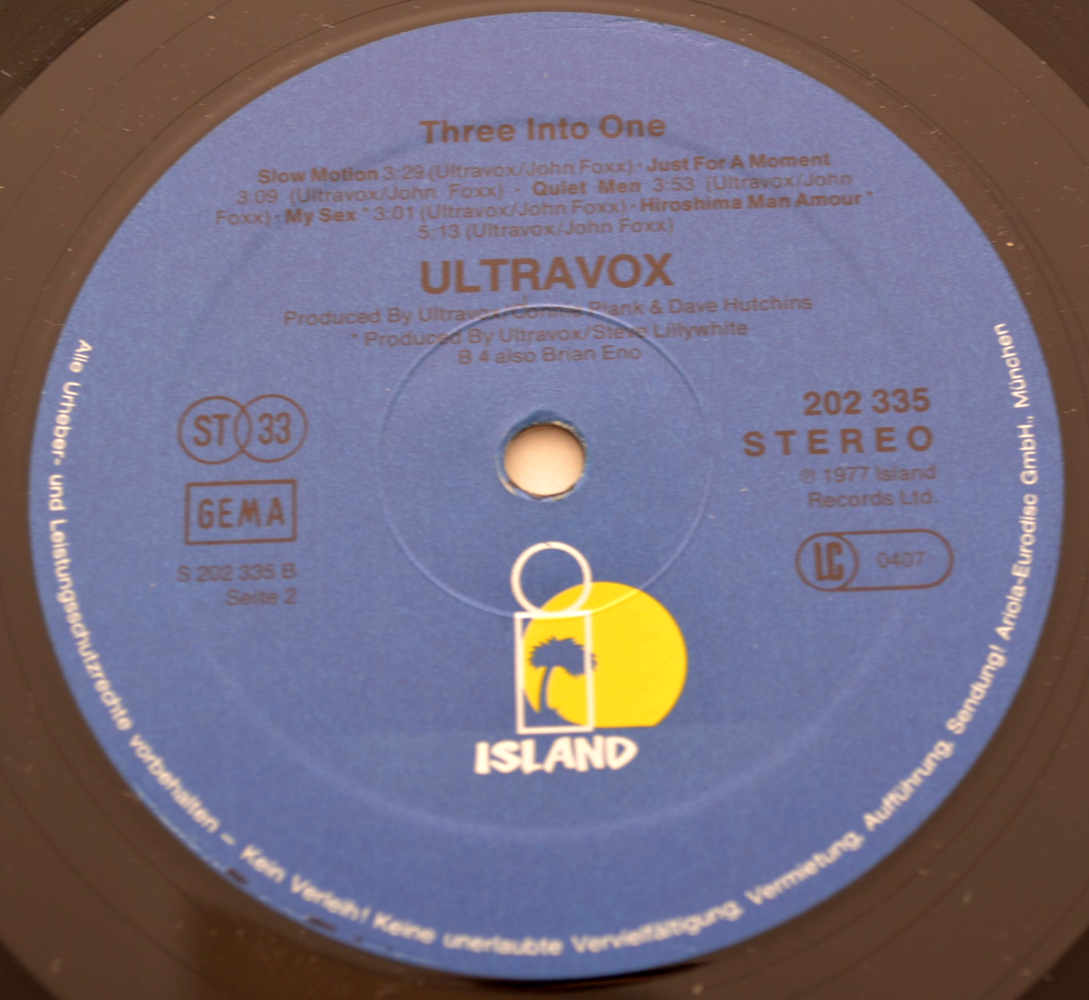 Three Into One
Slow Motion 3:29 (Ultravox/John Foxx) · Just For A Moment
3:09 (Ultravox/John Foxx) · Quiet Men 3:53 (Ultravox/John
Foxx) · My Sex * 3:01 (Ultravox/John Foxx) · Hiroshima Man Amour *
5:13 (Ultravox/John Foxx)
ULTRAVOX
Produced By Ultravox/Connie Plank & Dave Hutchins
* Produced By Ultravox/Steve Lillywhite
B 4 also Brian Eno
ST 33
GEMA
S 202 335 B
Seite 2
202 335
STEREO
℗ 1977 Island
Records Ltd.
LC 0407
ISLAND
Alle Urheber- und Leistungsschutzrechte vorbehalten – Kein Verleih! Keine unerlaubte Vervielfältigung, Vermietung, Aufführung, Sendung! Ariola-Eurodisc GmbH., München